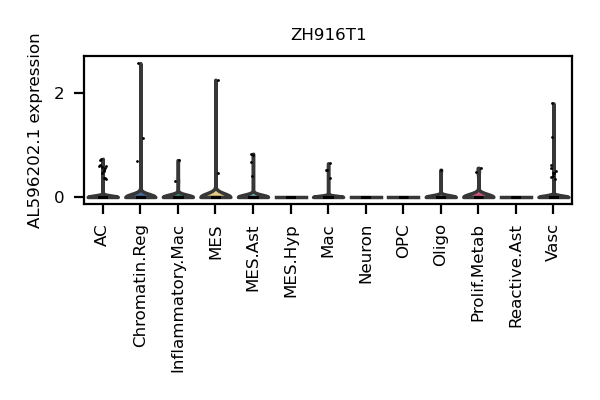 ZH916T1
AL596202.1 expression
2
0
AC
Chromatin.Reg
Inflammatory.Mac
MES
MES.Ast
MES.Hyp
Mac
Neuron
OPC
Oligo
Prolif.Metab
Reactive.Ast
Vasc